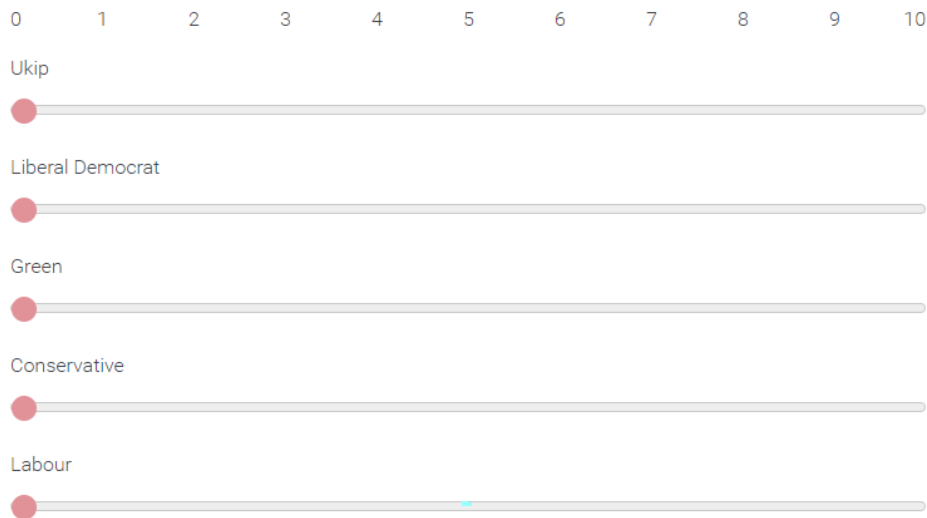 0 1 2 3 4 5 6 7 8 9 10
Ukip
Liberal Democrat
Green
Conservative
Labour